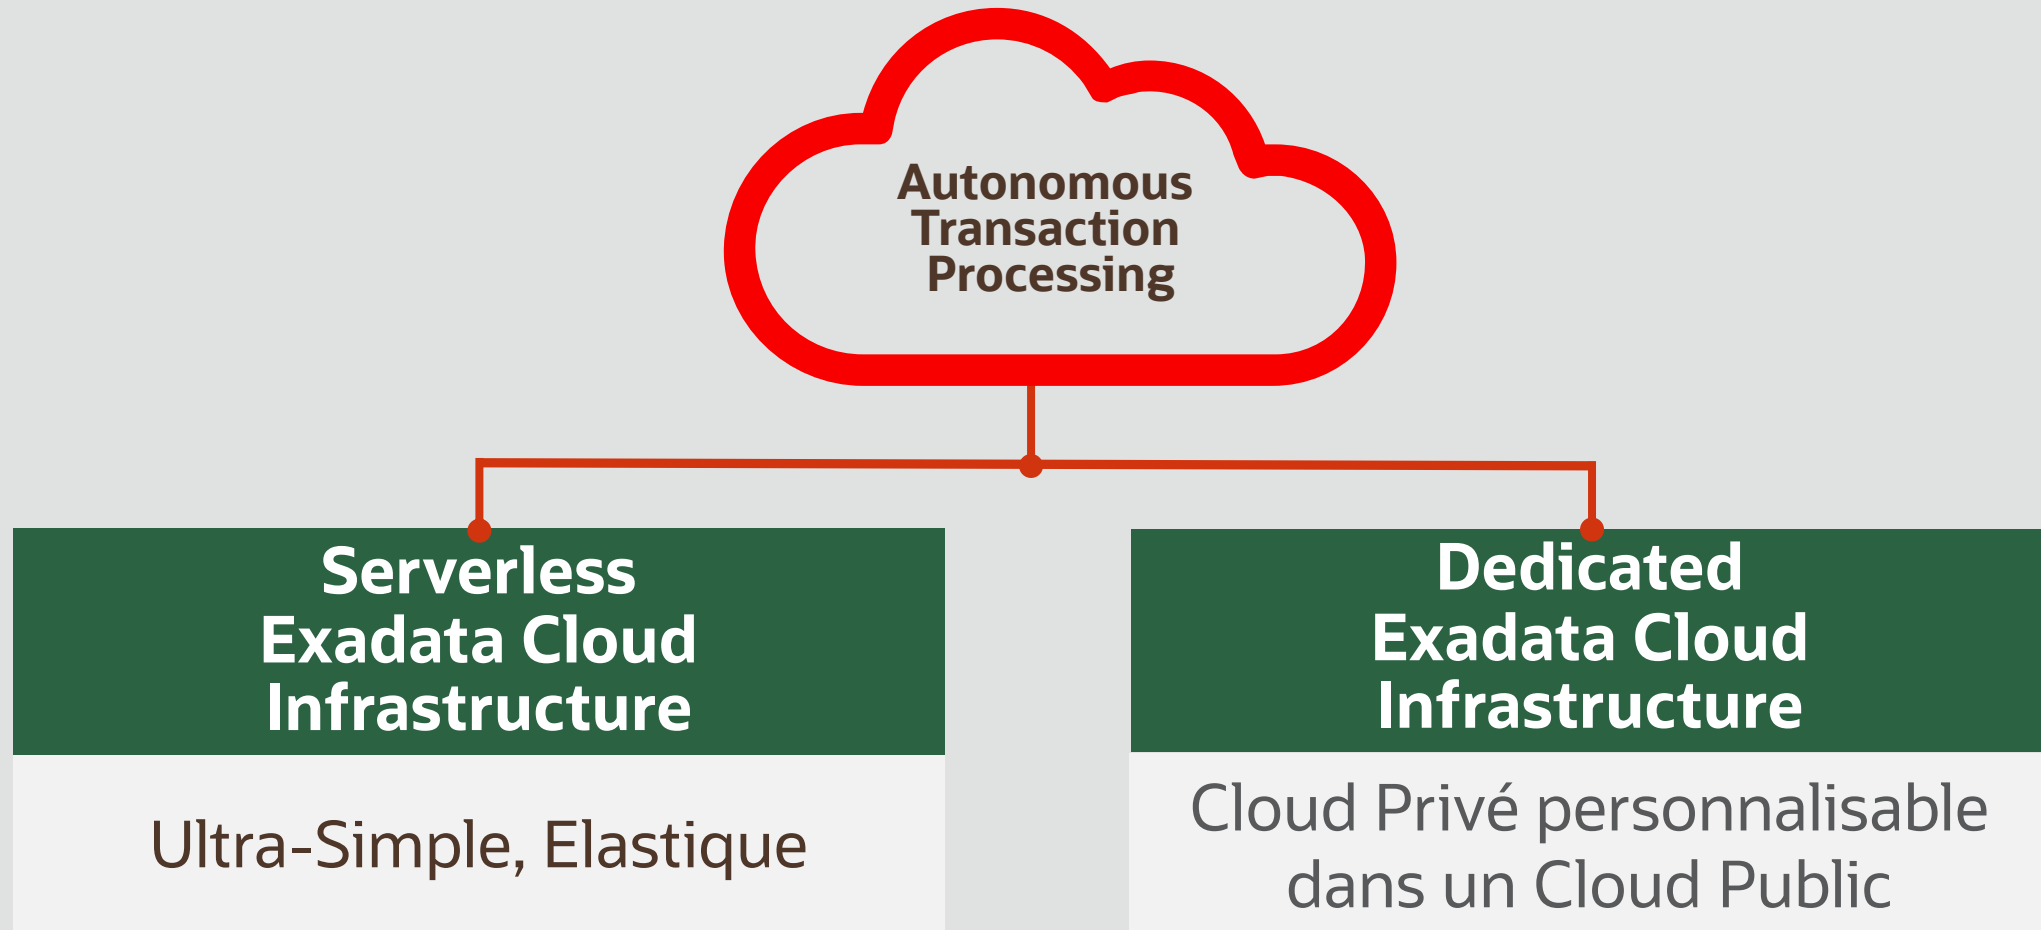 Autonomous
Transaction
Processing
Serverless
Exadata Cloud
Infrastructure
Ultra-Simple, Elastique
Dedicated
Exadata Cloud
Infrastructure
Cloud Privé personnalisable
dans un Cloud Public